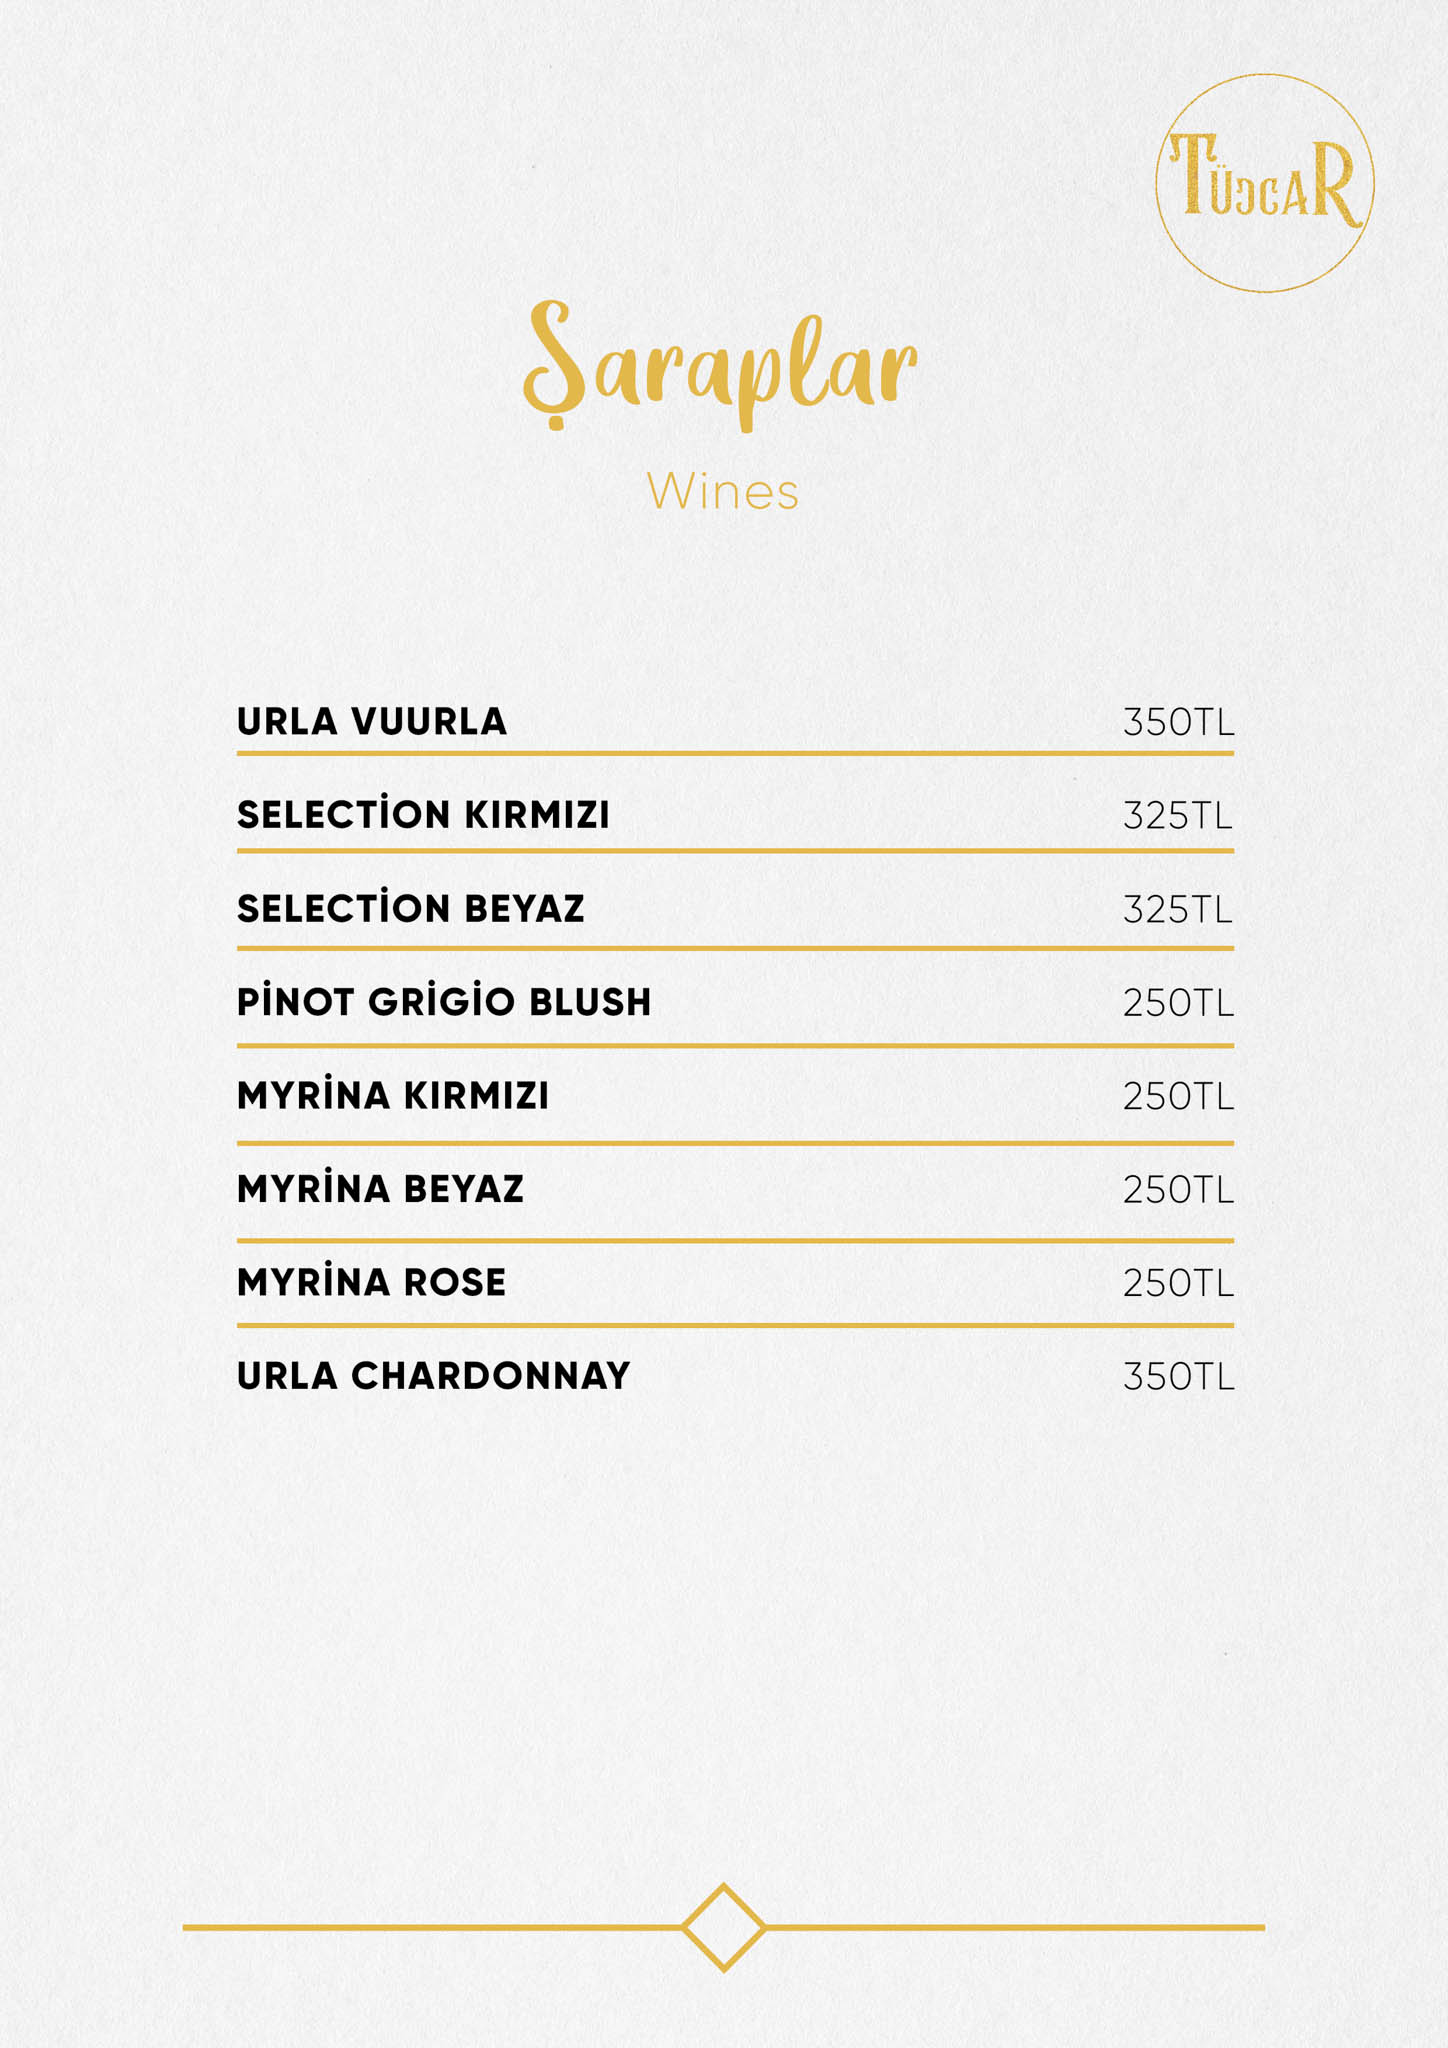 TÜCCAR
Şaraplar
Wines
URLA VUURLA 350TL
SELECTİON KIRMIZI 325TL
SELECTİON BEYAZ 325TL
PİNOT GRİGİO BLUSH 250TL
MYRİNA KIRMIZI 250TL
MYRİNA BEYAZ 250TL
MYRİNA ROSE 250TL
URLA CHARDONNAY 350TL